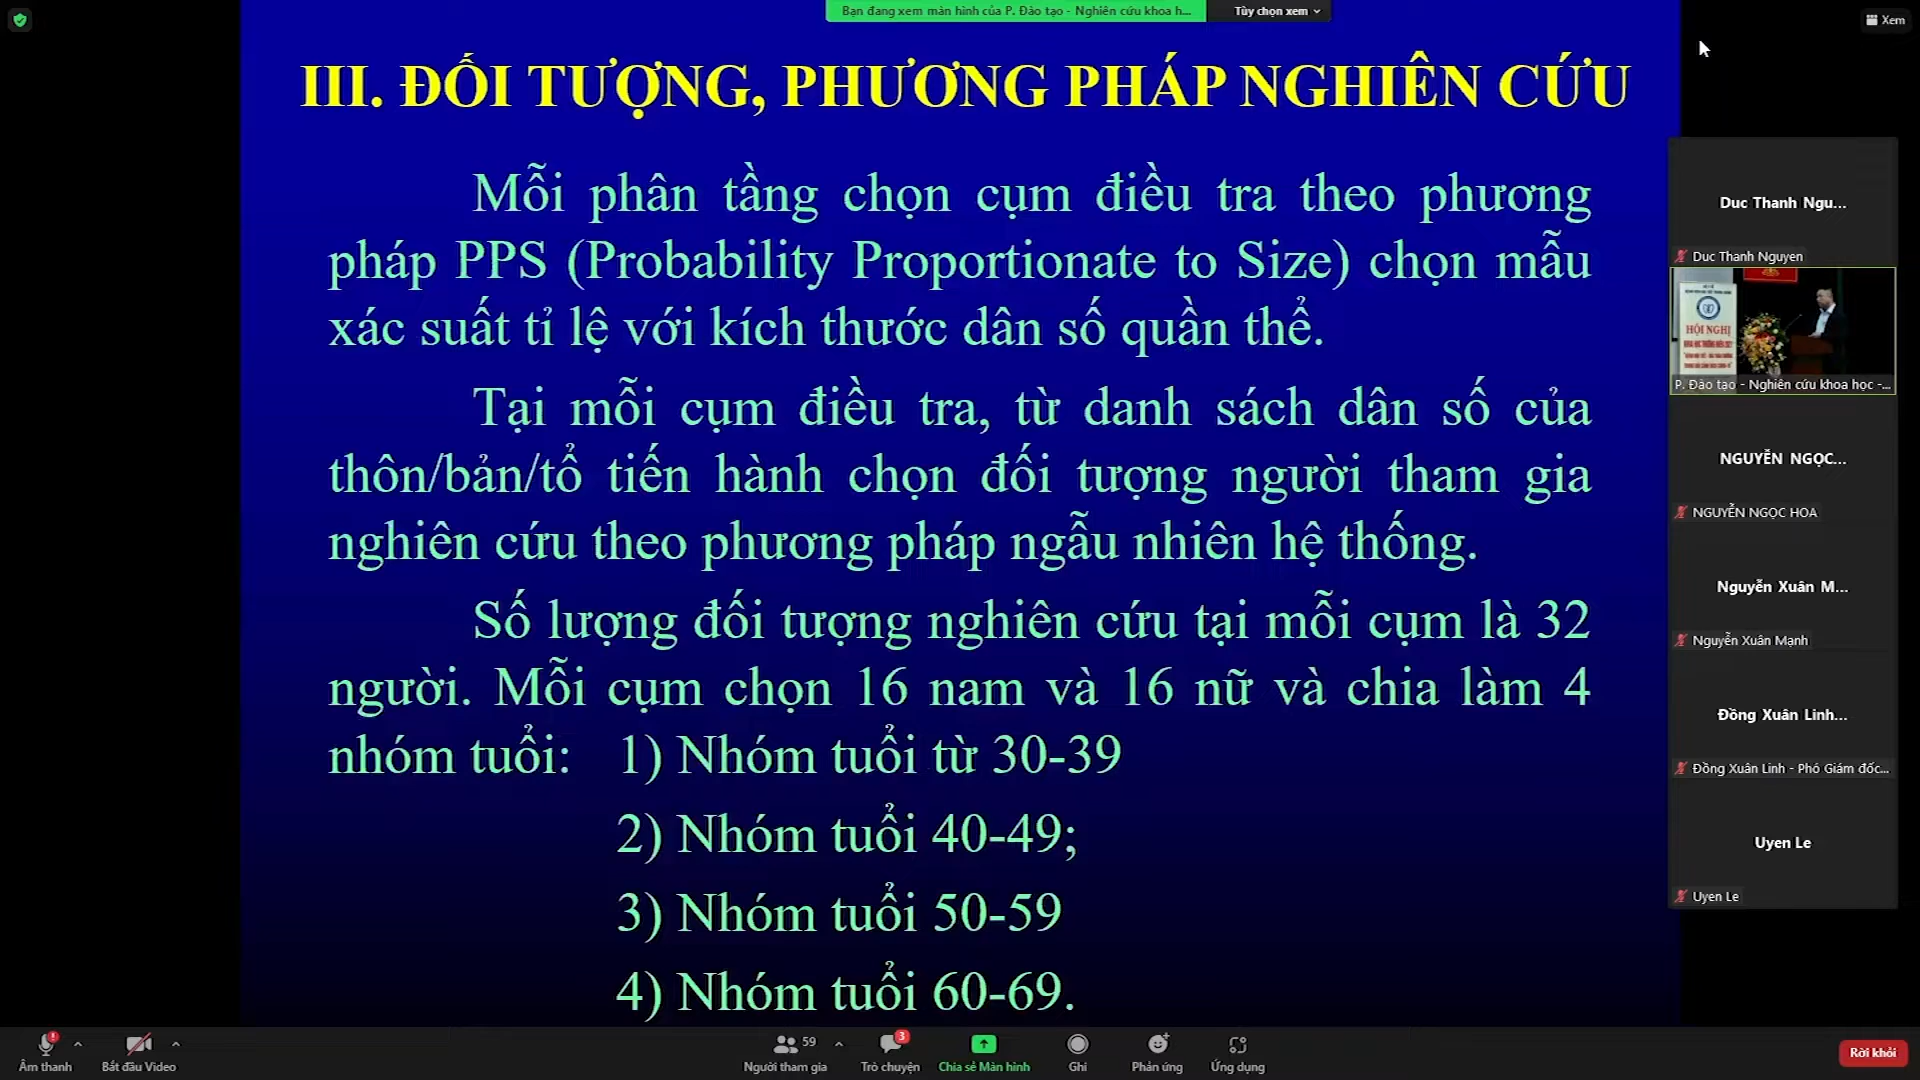 Bạn đang xem màn hình của P. Đào tạo - Nghiên cứu khoa h...
Tùy chọn xem
Xem
III. ĐỐI TƯỢNG, PHƯƠNG PHÁP NGHIÊN CỨU
Mỗi phân tầng chọn cụm điều tra theo phương
pháp PPS (Probability Proportionate to Size) chọn mẫu
xác suất tỉ lệ với kích thước dân số quần thể.
Tại mỗi cụm điều tra, từ danh sách dân số của
thôn/bản/tổ tiến hành chọn đối tượng người tham gia
nghiên cứu theo phương pháp ngẫu nhiên hệ thống.
Số lượng đối tượng nghiên cứu tại mỗi cụm là 32
người. Mỗi cụm chọn 16 nam và 16 nữ và chia làm 4
nhóm tuổi: 1) Nhóm tuổi từ 30-39
2) Nhóm tuổi 40-49;
3) Nhóm tuổi 50-59
4) Nhóm tuổi 60-69.
Duc Thanh Ngu...
Duc Thanh Nguyen
HỘI NGHỊ
P. Đào tạo - Nghiên cứu khoa học -...
NGUYỄN NGỌC...
NGUYỄN NGỌC HOA
Nguyễn Xuân M...
Nguyễn Xuân Mạnh
Đồng Xuân Linh...
Đồng Xuân Linh - Phó Giám đốc...
Uyen Le
Uyen Le
Âm thanh
Bắt đầu Video
59
Người tham gia
3
Trò chuyện
Chia sẻ Màn hình
Ghi
Phản ứng
Ứng dụng
Rời khỏi